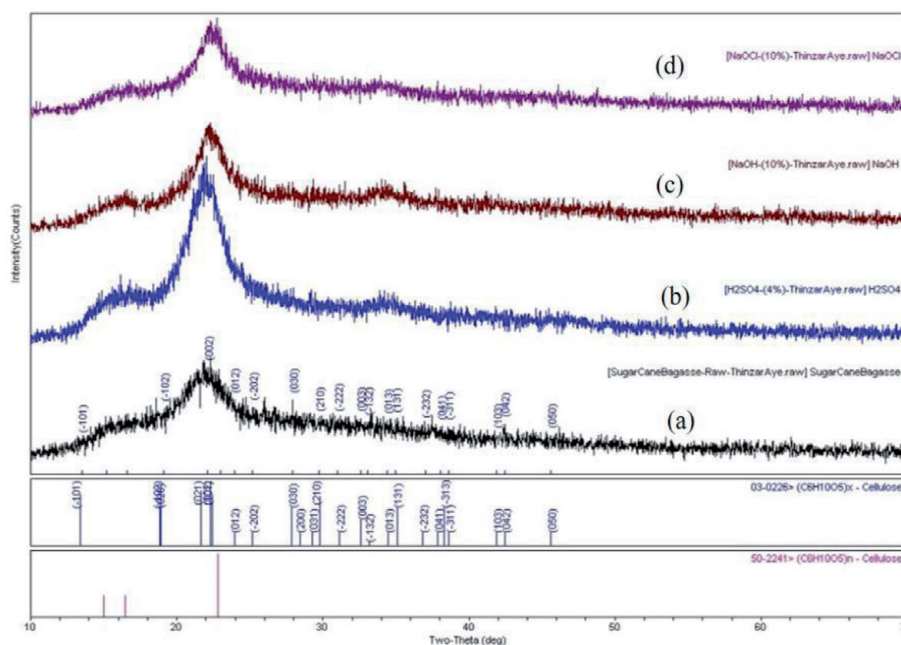 (d)
[NaOCl-(10%)-ThinzarAye.raw] NaOCl
[NaOH-(10%)-ThinzarAye.raw] NaOH
(c)
Intensity(Counts)
[H2SO4-(4%)-ThinzarAye.raw] H2SO4
(b)
[SugarCaneBagasse-Raw-ThinzarAye.raw] SugarCaneBagasse
(a)
(-101)
(-102)
(002)
(012)
(-202)
(030)
(210)
(-222)
(003)
(-132)
(013)
(131)
(-232)
(041)
(-311)
(103)
(042)
(050)
03-0226> (C6H10O5)x - Cellulose
(-101)
(021)
(012)
(-202)
(030)
(200)
(031)
(210)
(-222)
(003)
(-132)
(013)
(131)
(-232)
(041)
(-313)
(-311)
(103)
(042)
(050)
50-2241> (C6H10O5)n - Cellulose
10 20 30 40 50 60
Two-Theta (deg)